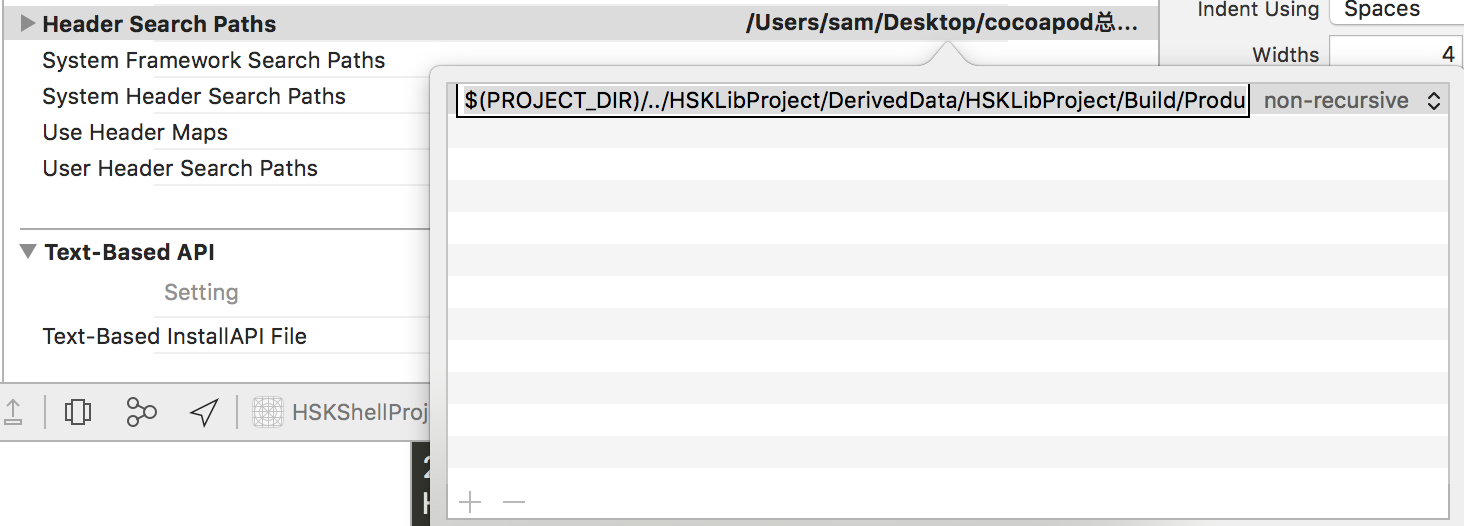 Header Search Paths
/Users/sam/Desktop/cocoapod总...
Indent Using
Spaces
System Framework Search Paths
Widths
4
System Header Search Paths
$(PROJECT_DIR)/../HSKLibProject/DerivedData/HSKLibProject/Build/Produ
non-recursive
Use Header Maps
User Header Search Paths
Text-Based API
Setting
Text-Based InstallAPI File
HSKShellProj
2